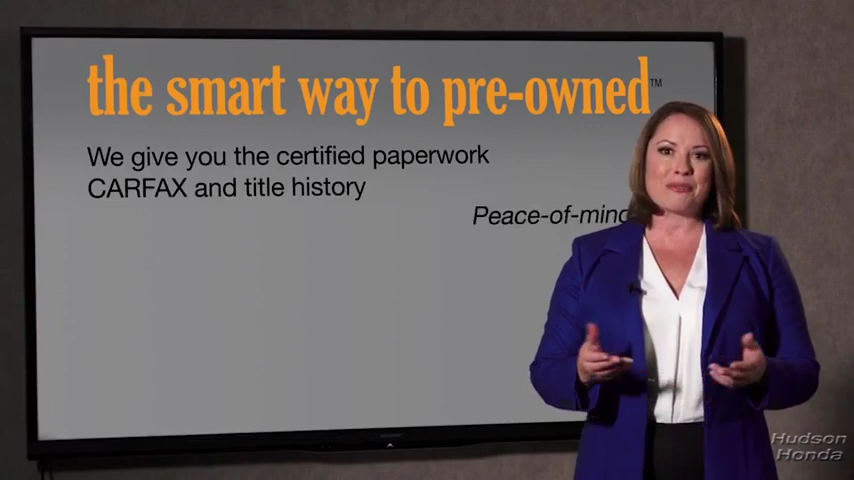 the smart way to pre-owned™
We give you the certified paperwork
CARFAX and title history
Peace-of-mind
Hudson
Honda